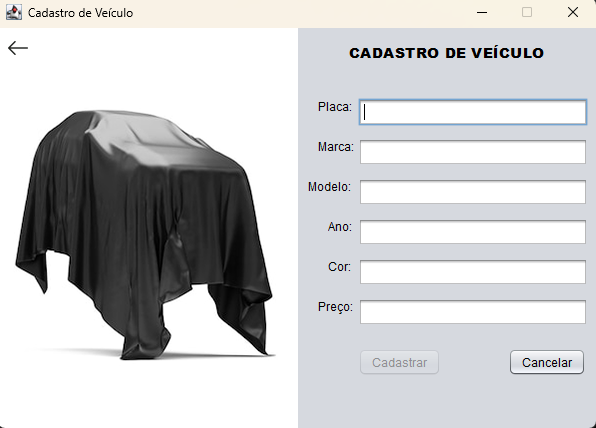 Cadastro de Veículo
CADASTRO DE VEÍCULO
Placa:
Marca:
Modelo:
Ano:
Cor:
Preço:
Cadastrar
Cancelar